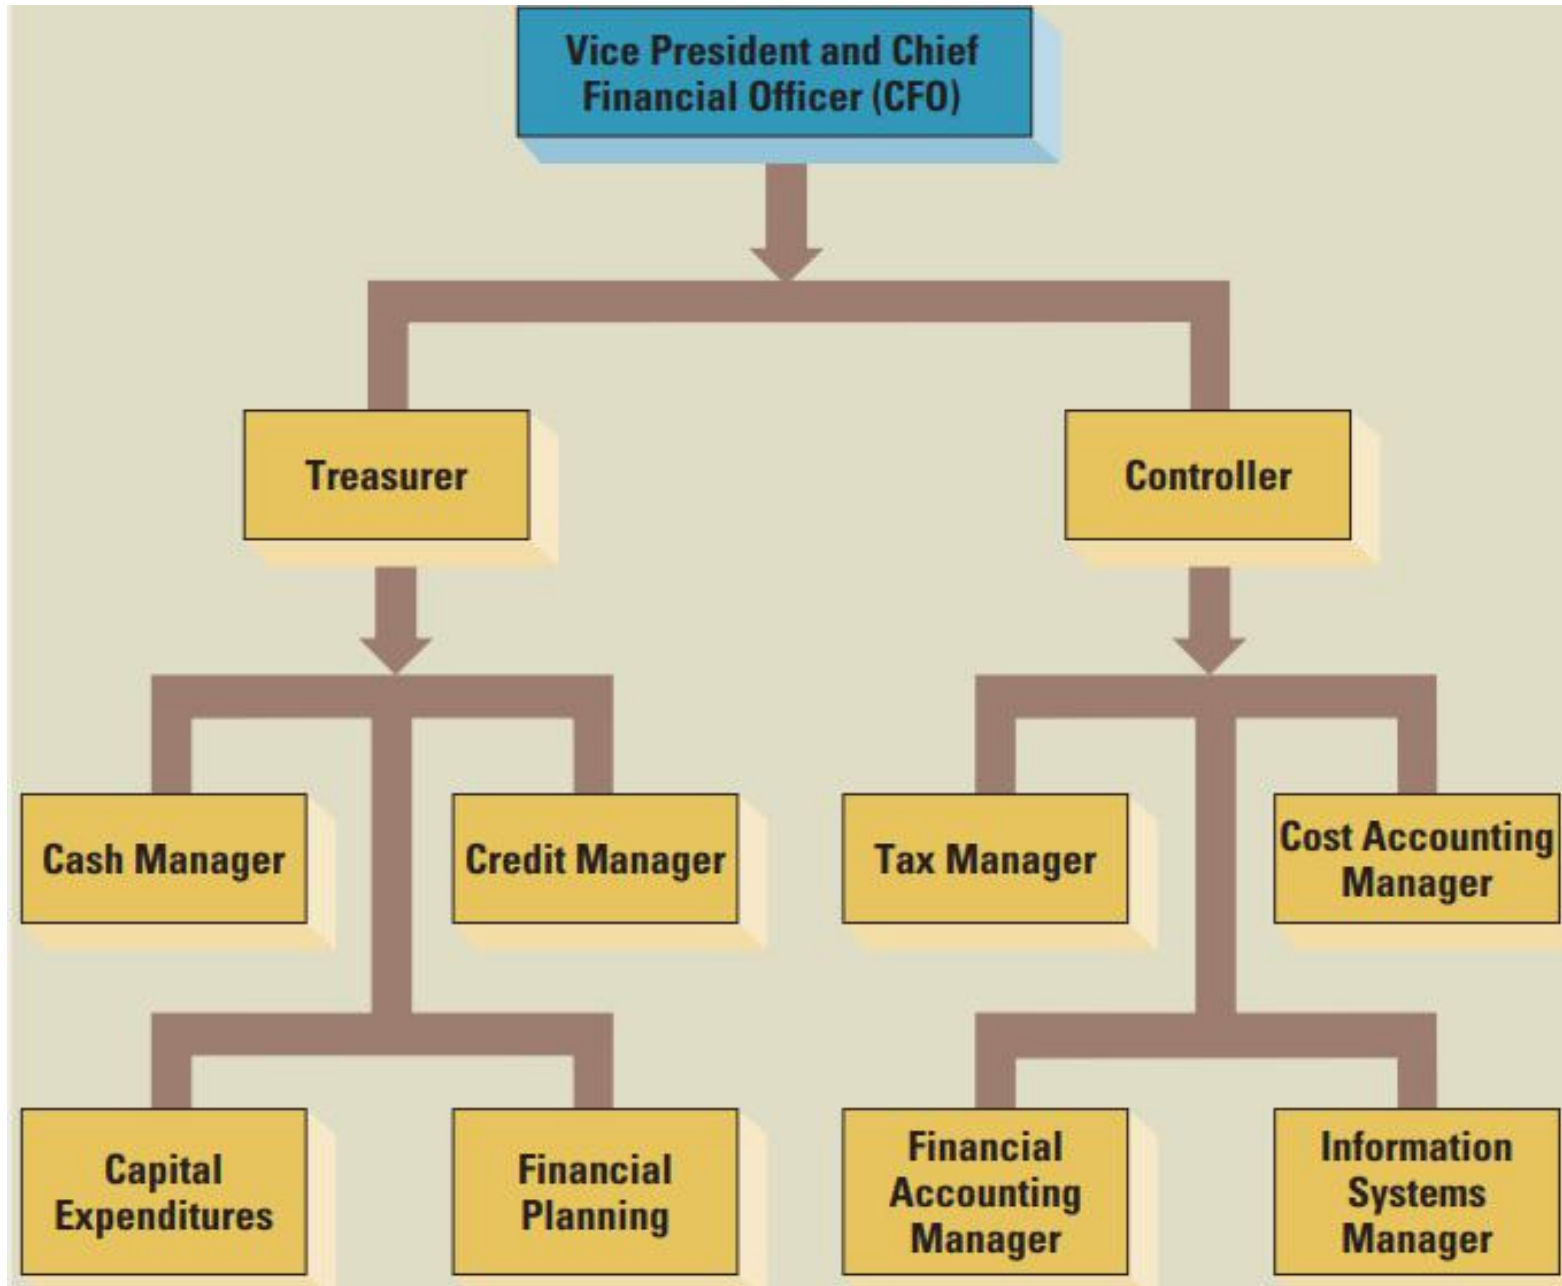 Vice President and Chief
Financial Officer (CFO)
Treasurer
Controller
Cash Manager
Credit Manager
Tax Manager
Cost Accounting
Manager
Capital
Expenditures
Financial
Planning
Financial
Accounting
Manager
Information
Systems
Manager